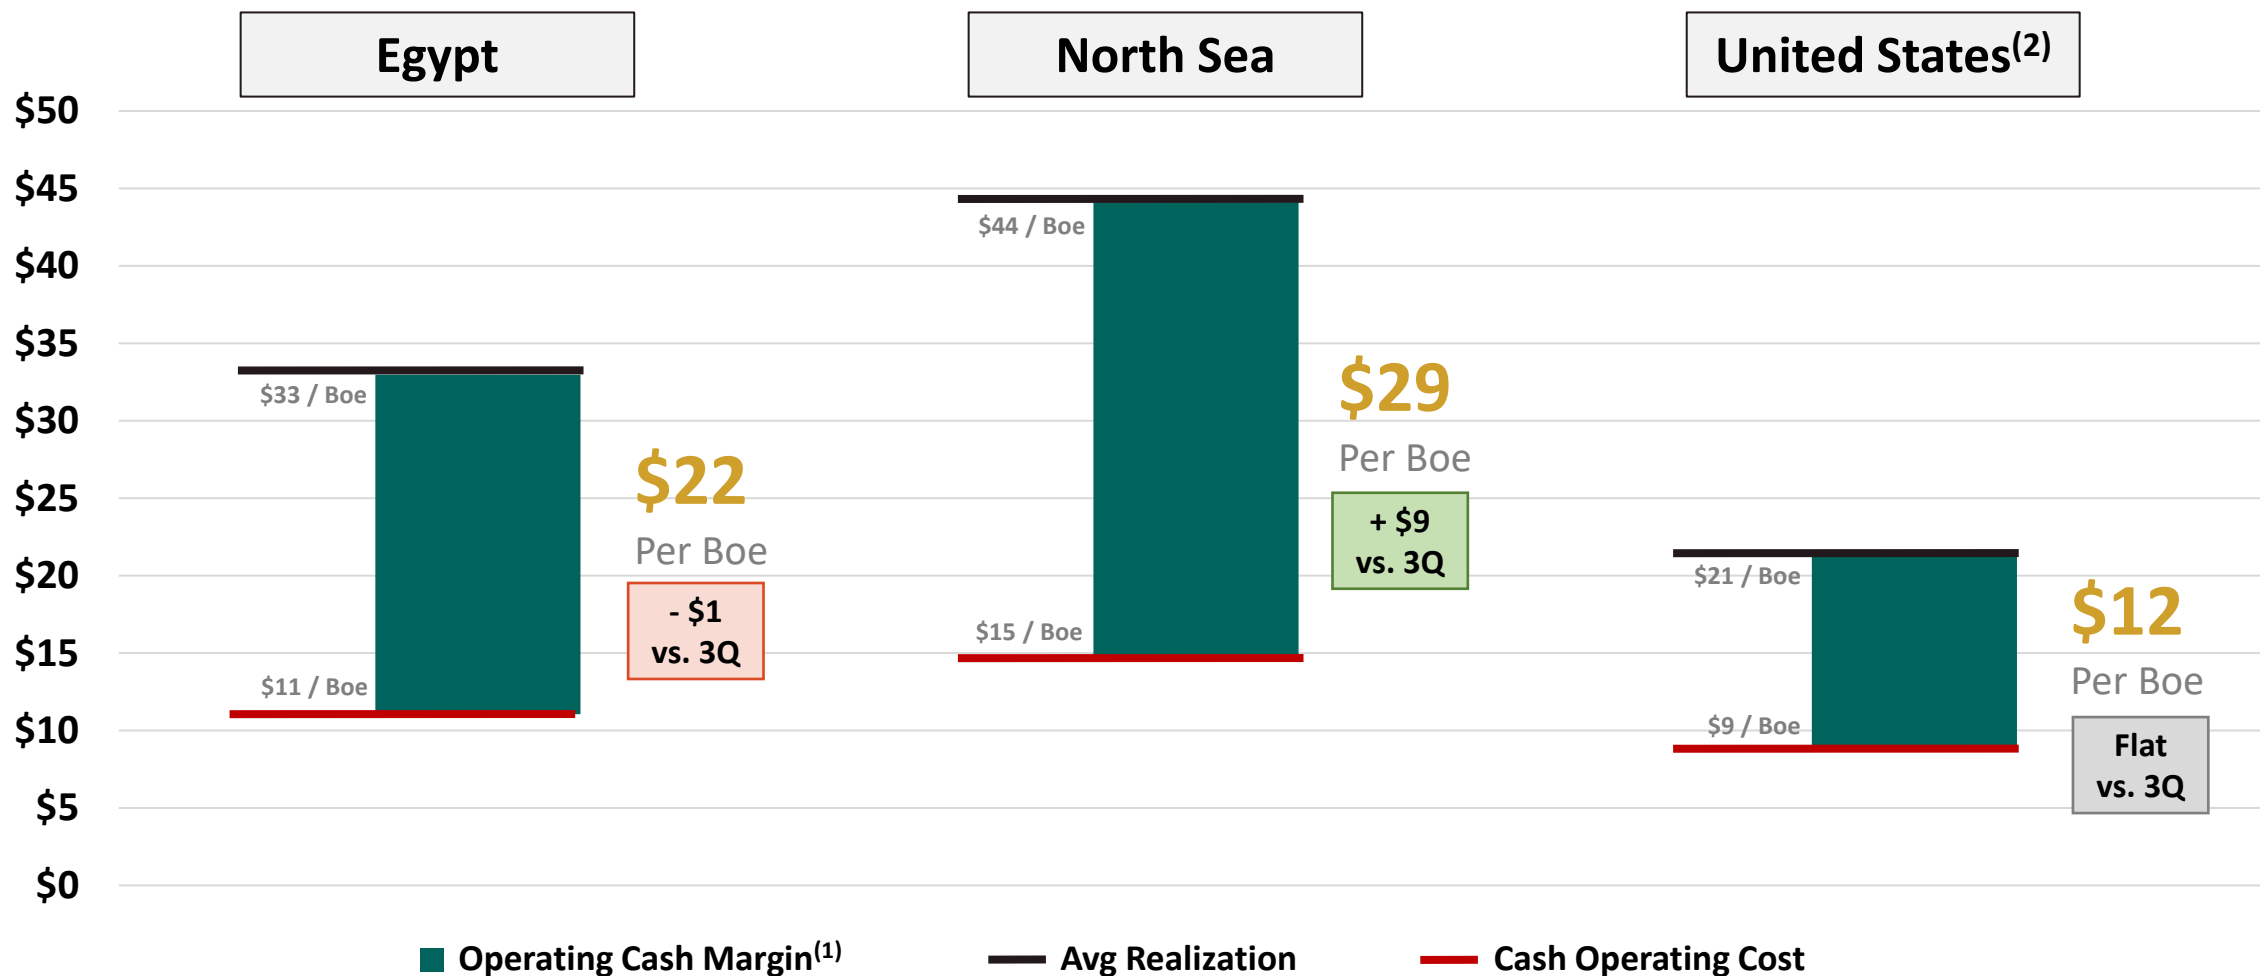 Egypt
North Sea
United States(2)
$50
$45
$40
$35
$30
$25
$20
$15
$10
$5
$0
$33 / Boe
$11 / Boe
$22
Per Boe
- $1
vs. 3Q
$44 / Boe
$15 / Boe
$29
Per Boe
+ $9
vs. 3Q
$21 / Boe
$9 / Boe
$12
Per Boe
Flat
vs. 3Q
Operating Cash Margin(1)
Avg Realization
Cash Operating Cost